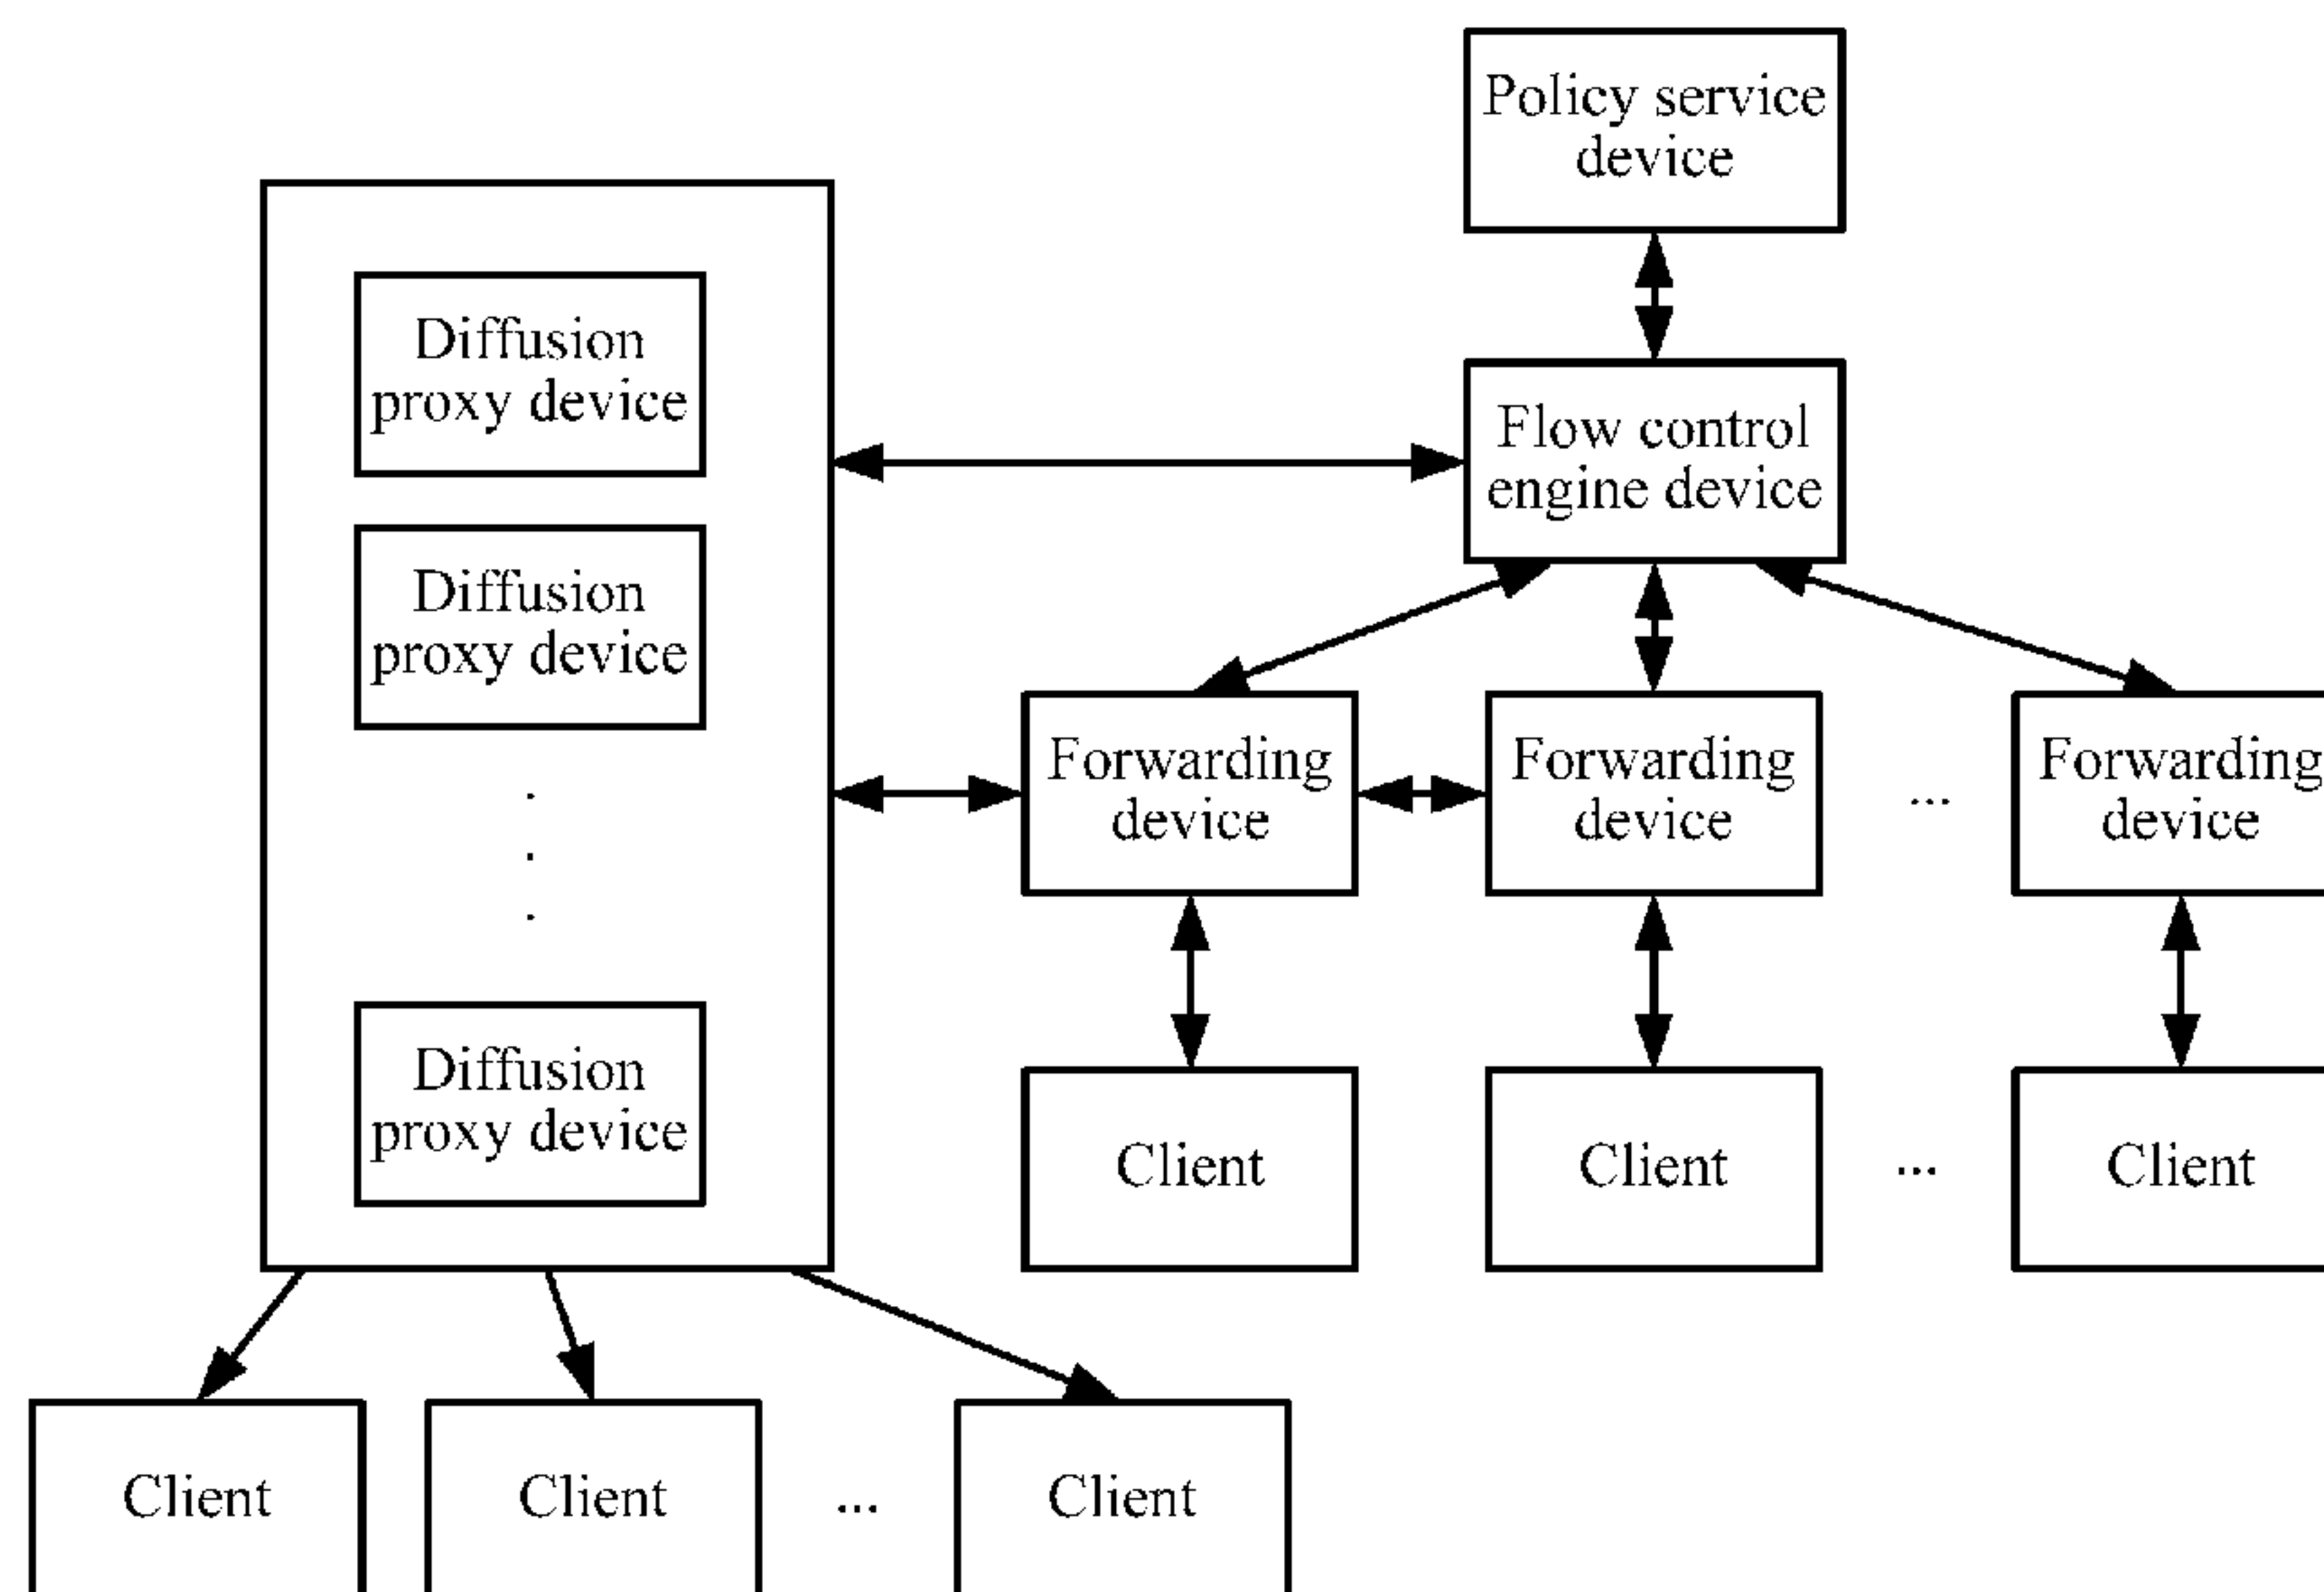 Policy service
device
Diffusion
proxy device
Flow control
engine device
Diffusion
proxy device
.
.
.
Forwarding
device
Forwarding
device
...
Forwarding
device
Diffusion
proxy device
Client
Client
...
Client
Client
Client
...
Client